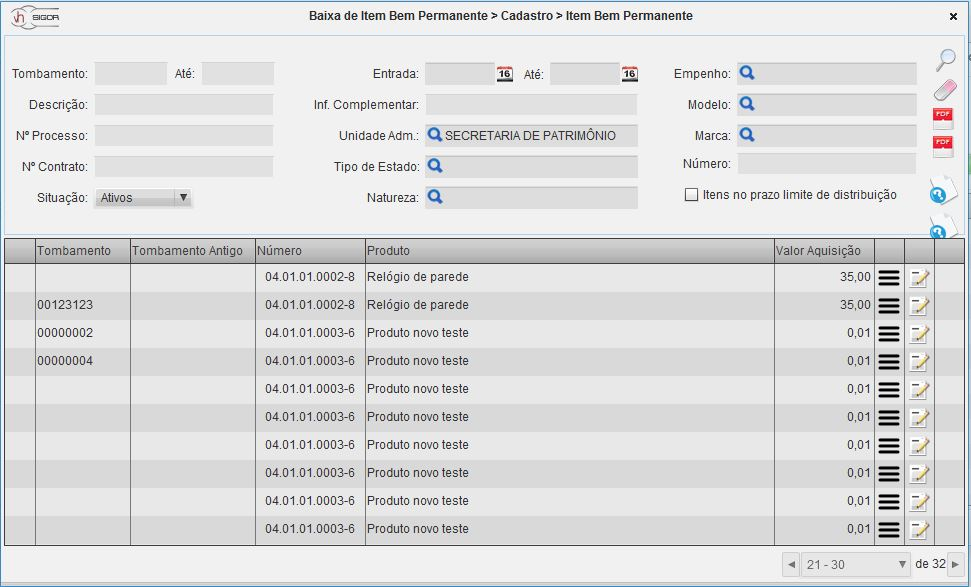 SIGOR
Baixa de Item Bem Permanente > Cadastro > Item Bem Permanente
Tombamento: Até: Entrada: 16 Até: 16 Empenho:
Descrição: Inf. Complementar: Modelo:
Nº Processo: Unidade Adm.: SECRETARIA DE PATRIMÔNIO Marca:
Nº Contrato: Tipo de Estado: Número:
Situação: Ativos Natureza: Itens no prazo limite de distribuição
PDF
PDF
Tombamento Tombamento Antigo Número Produto Valor Aquisição
04.01.01.0002-8 Relógio de parede 35,00
00123123 04.01.01.0002-8 Relógio de parede 35,00
00000002 04.01.01.0003-6 Produto novo teste 0,01
00000004 04.01.01.0003-6 Produto novo teste 0,01
04.01.01.0003-6 Produto novo teste 0,01
04.01.01.0003-6 Produto novo teste 0,01
04.01.01.0003-6 Produto novo teste 0,01
04.01.01.0003-6 Produto novo teste 0,01
04.01.01.0003-6 Produto novo teste 0,01
04.01.01.0003-6 Produto novo teste 0,01
21 - 30 de 32